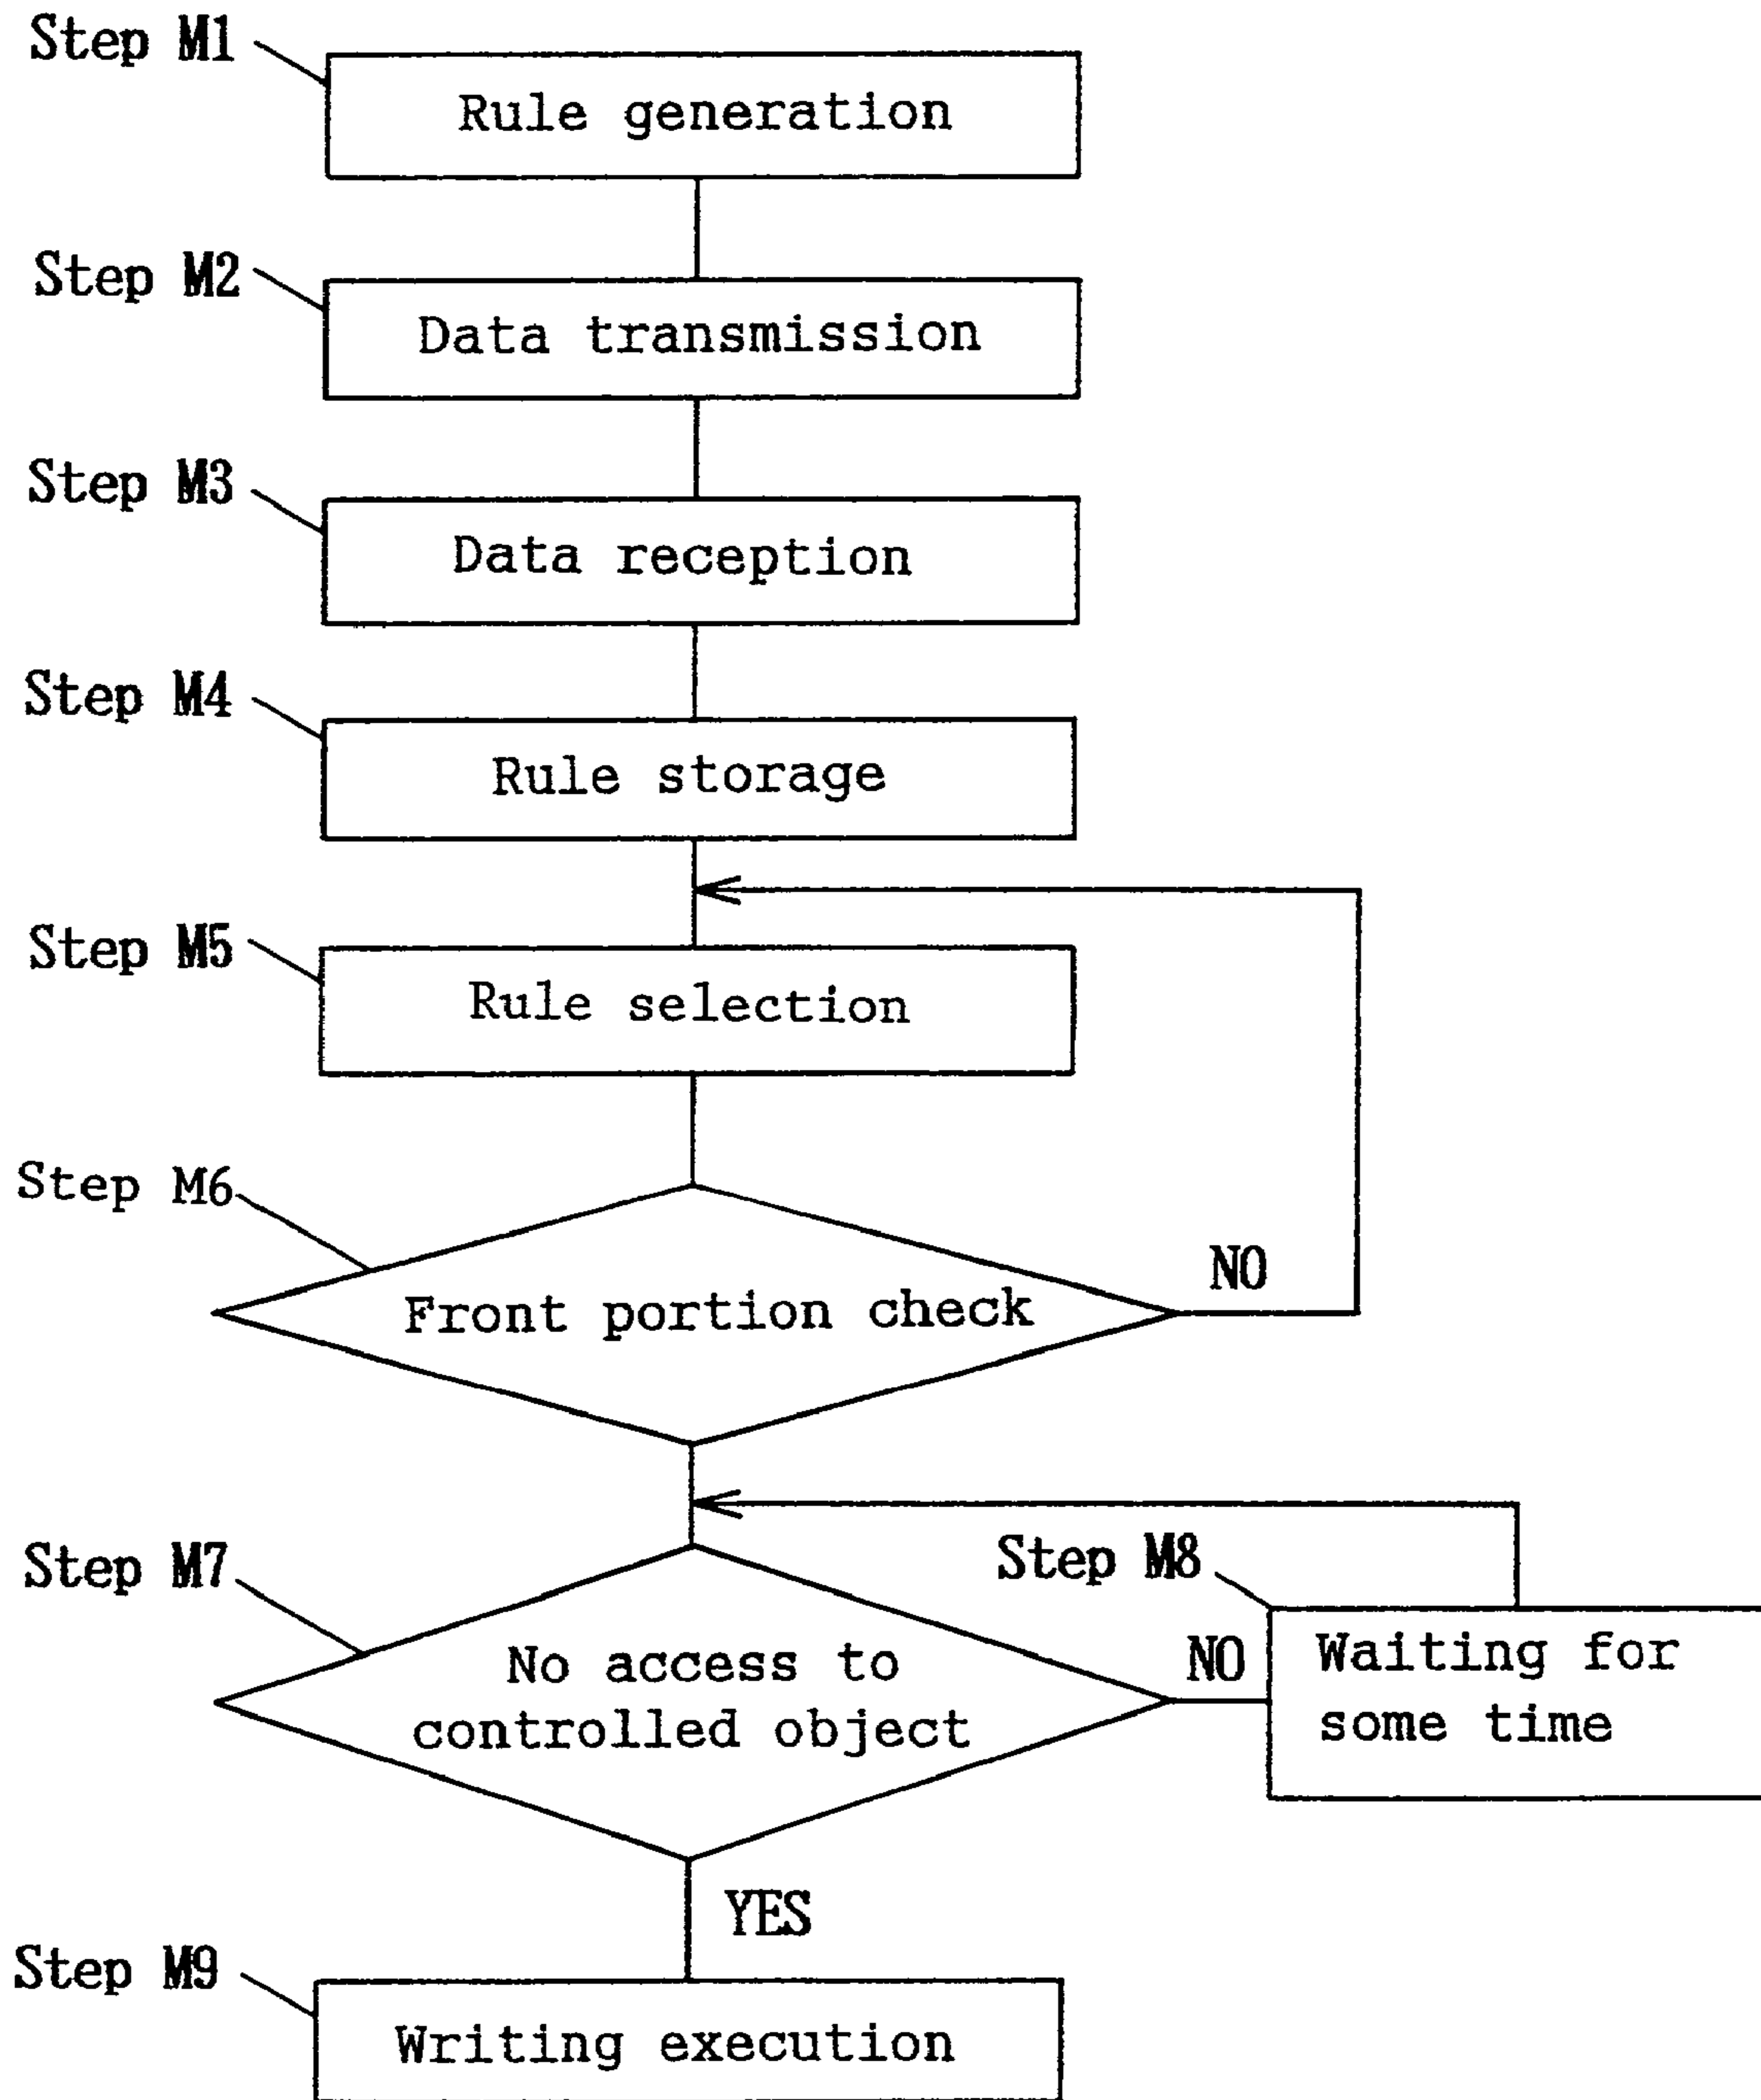 Step M1
Rule generation
Step M2
Data transmission
Step M3
Data reception
Step M4
Rule storage
Step M5
Rule selection
Step M6
Front portion check
NO
Step M7
No access to
controlled object
NO
Step M8
Waiting for
some time
YES
Step M9
Writing execution